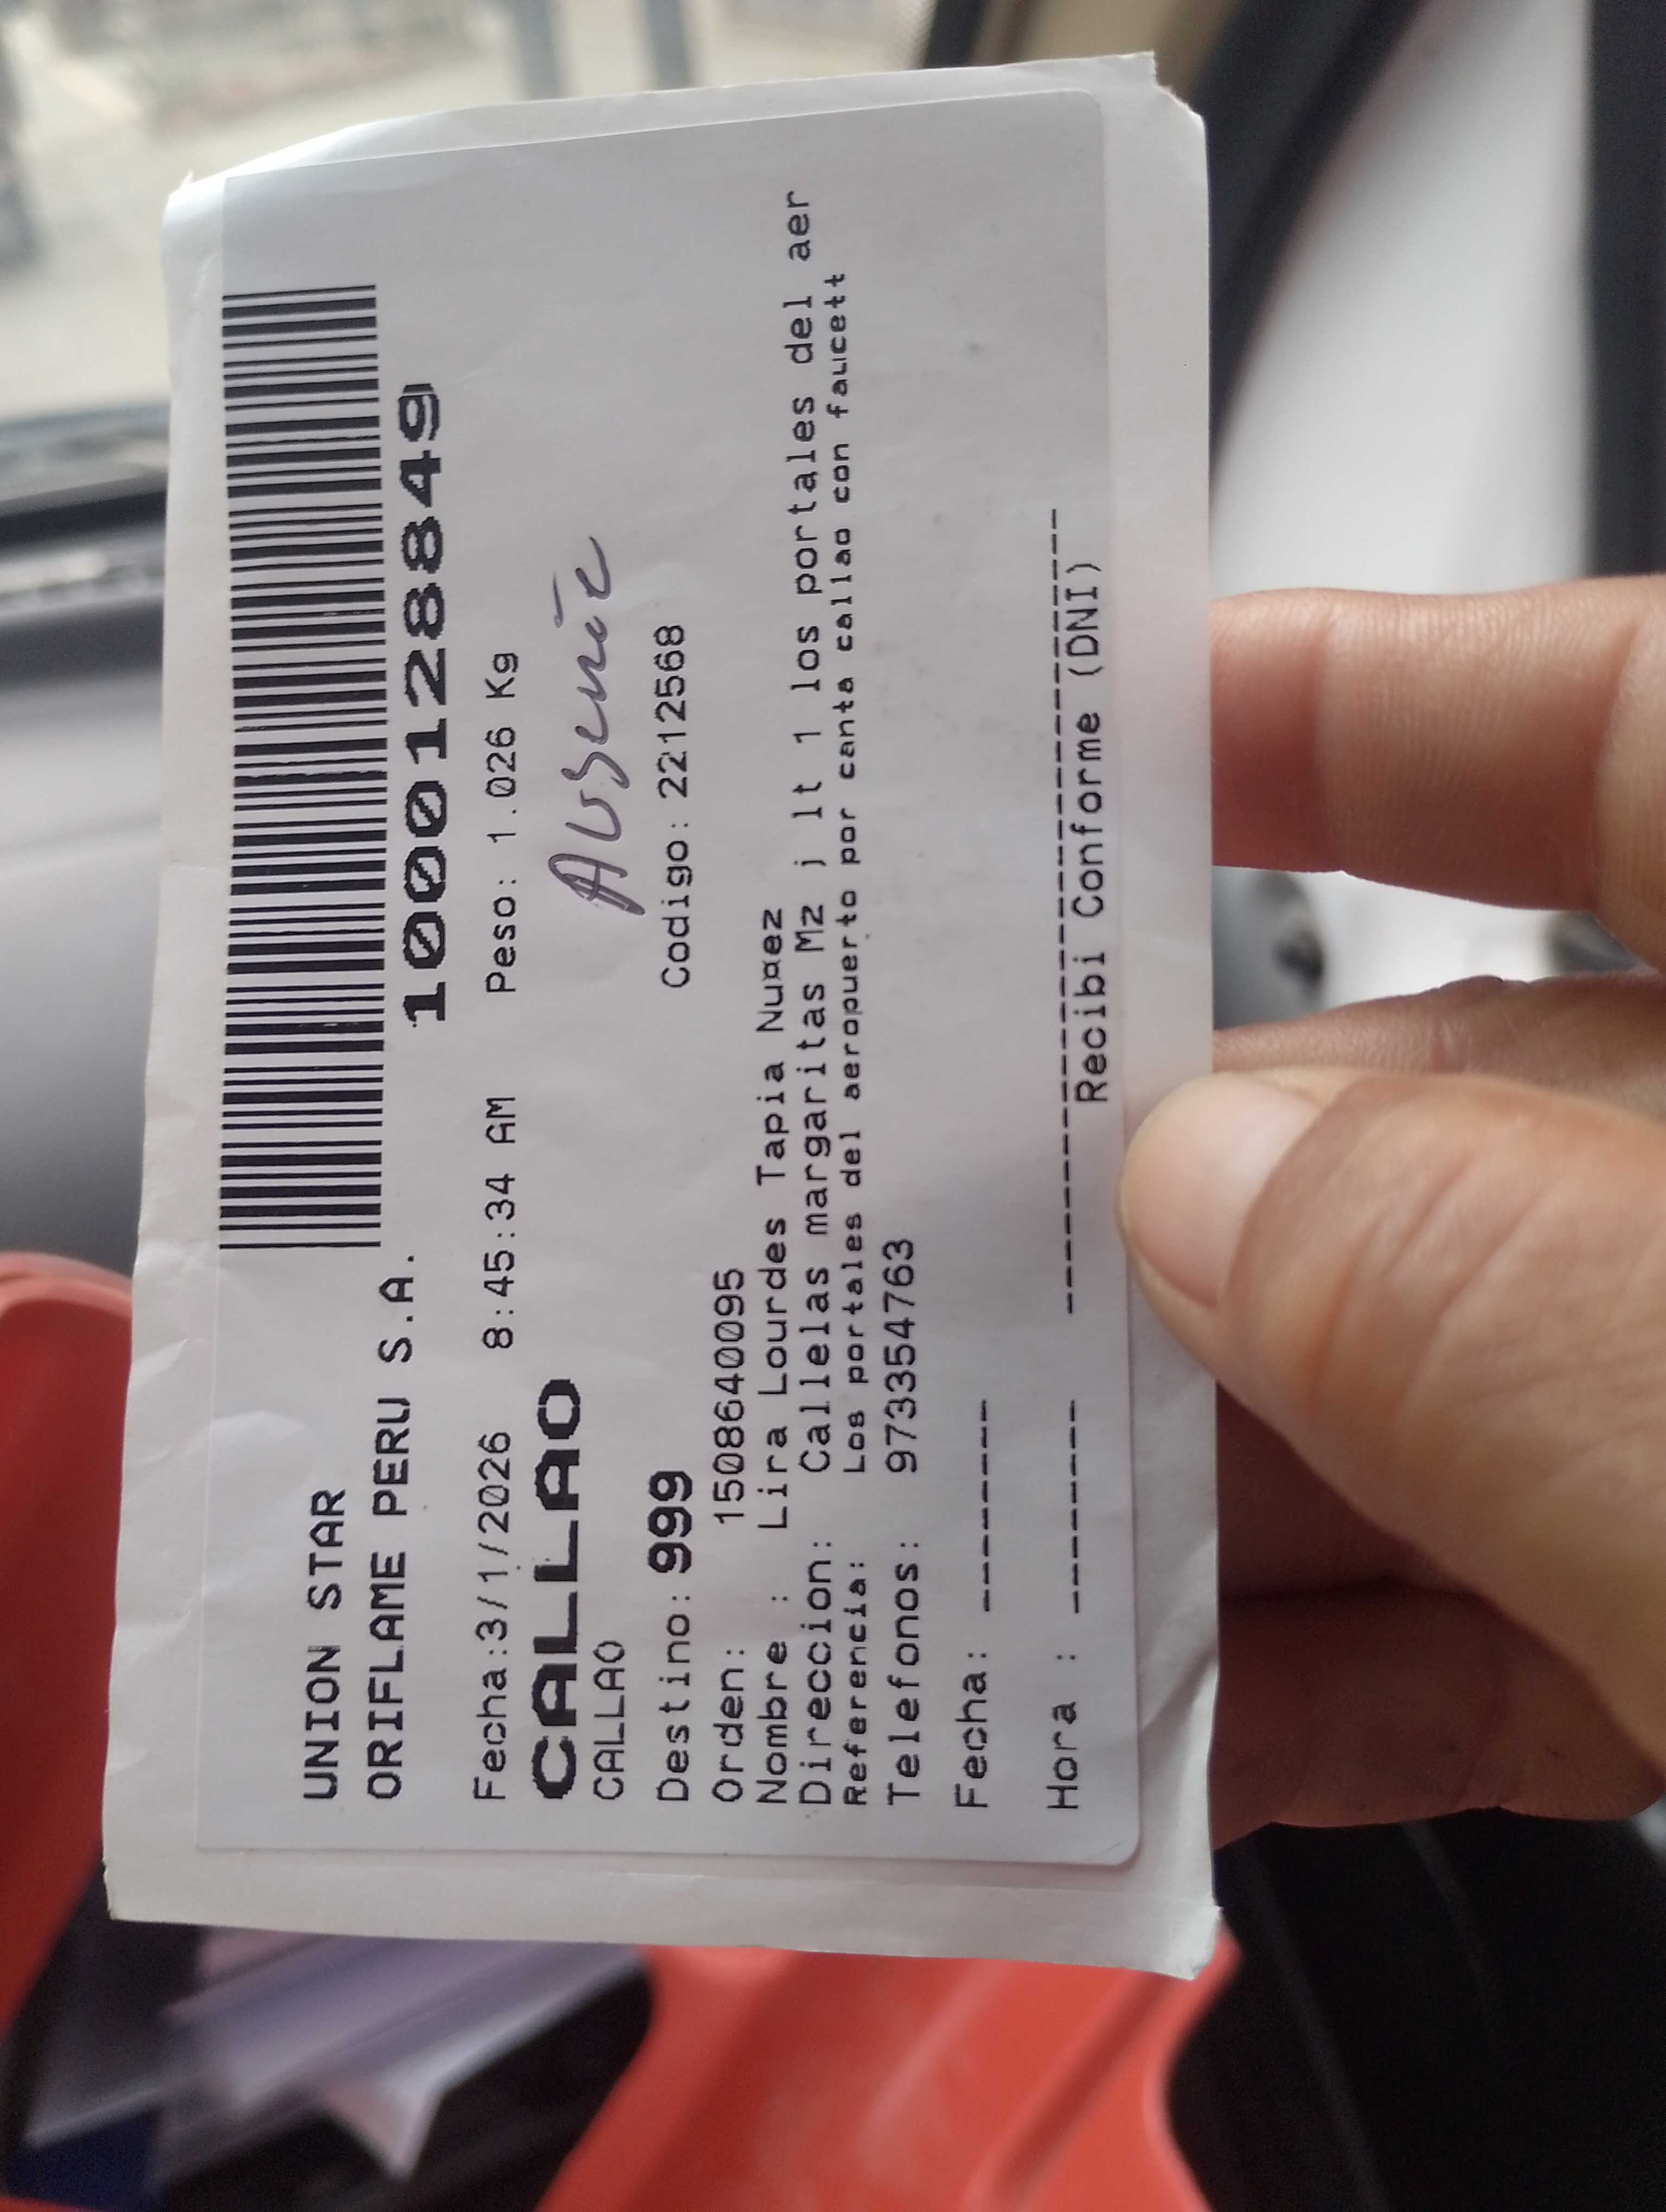 UNION STAR
ORIFLAME PERU S.A.
10001288849
Fecha:3/1/2026 8:45:34 AM Peso: 1.026 Kg
CALLAO
CALLAO
Ausente
Destino: 999 Codigo: 2212568
Orden: 1508640095
Nombre : Lira Lourdes Tapia Nuñez
Direccion: Callelas margaritas Mz j lt 1 los portales del aer
Referencia: Los portales del aeropuerto por canta callao con faucett
Telefonos: 973354763
Fecha: --------
Hora : --------
Recibi Conforme (DNI)